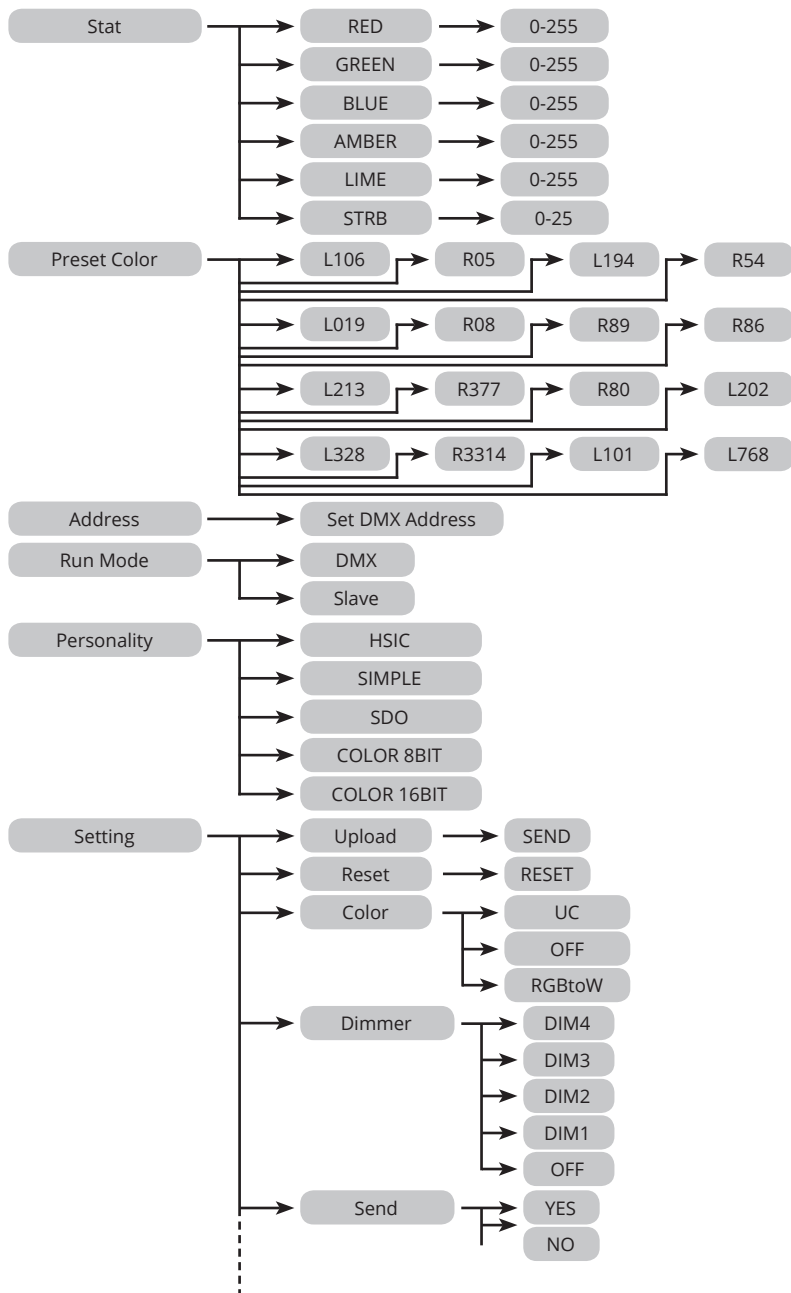 Stat RED 0-255
GREEN 0-255
BLUE 0-255
AMBER 0-255
LIME 0-255
STRB 0-25
Preset Color L106 R05 L194 R54
L019 R08 R89 R86
L213 R377 R80 L202
L328 R3314 L101 L768
Address Set DMX Address
Run Mode DMX
Slave
Personality HSIC
SIMPLE
SDO
COLOR 8BIT
COLOR 16BIT
Setting Upload SEND
Reset RESET
Color UC
OFF
RGBtoW
Dimmer DIM4
DIM3
DIM2
DIM1
OFF
Send YES
NO